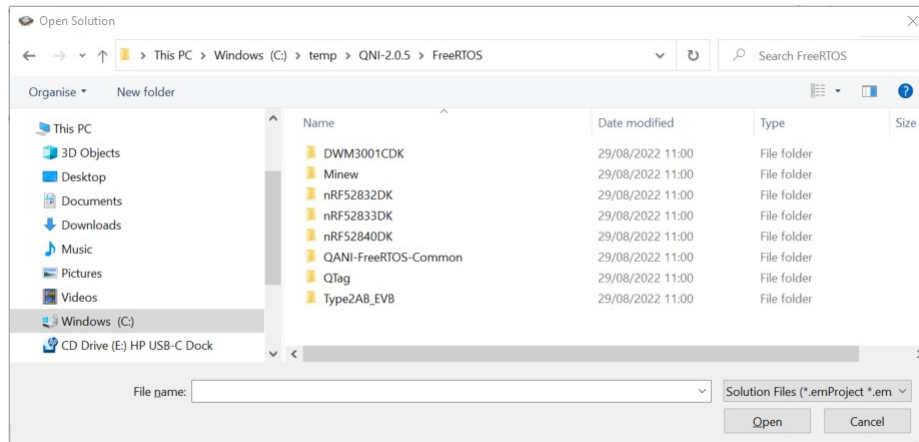 Open Solution
This PC > Windows (C:) > temp > QNI-2.0.5 > FreeRTOS
Search FreeRTOS
Organise
New folder
This PC
3D Objects
Desktop
Documents
Downloads
Music
Pictures
Videos
Windows (C:)
CD Drive (E:) HP USB-C Dock
Name Date modified Type Size
DWM3001CDK 29/08/2022 11:00 File folder
Minew 29/08/2022 11:00 File folder
nRF52832DK 29/08/2022 11:00 File folder
nRF52833DK 29/08/2022 11:00 File folder
nRF52840DK 29/08/2022 11:00 File folder
QANI-FreeRTOS-Common 29/08/2022 11:00 File folder
QTag 29/08/2022 11:00 File folder
Type2AB_EVB 29/08/2022 11:00 File folder
File name:
Solution Files (*.emProject *.em
Open
Cancel